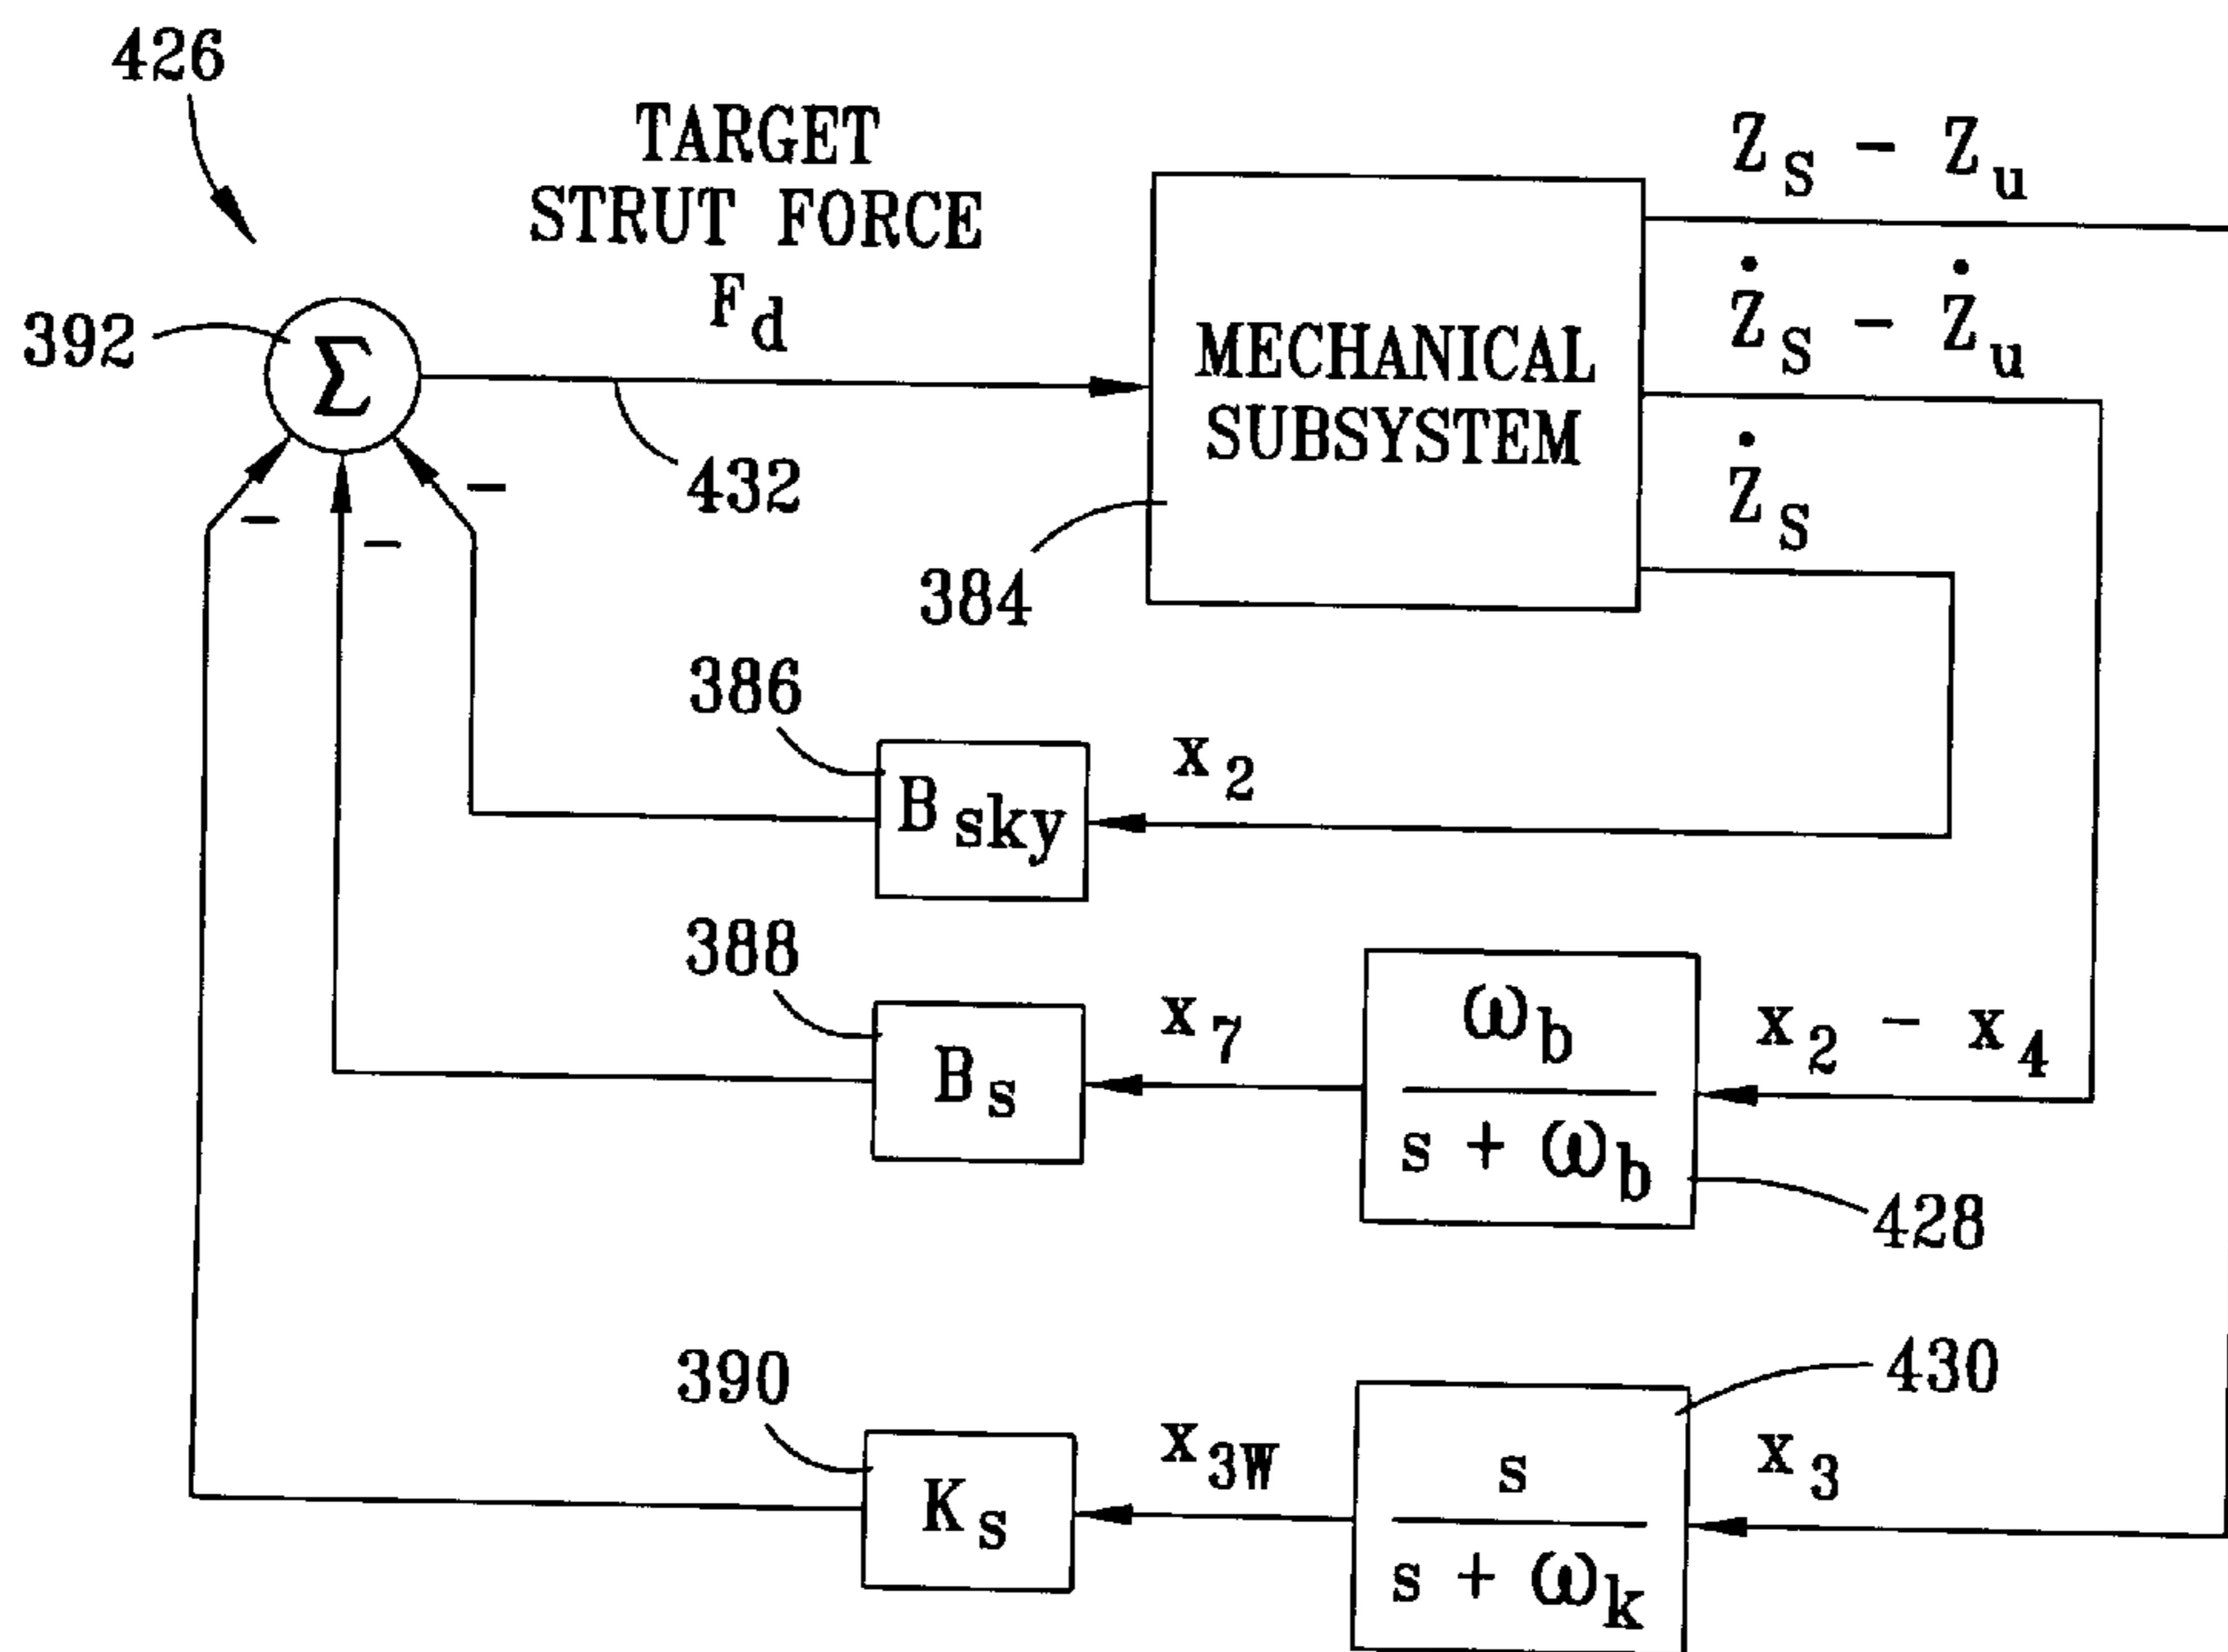 426
TARGET
STRUT FORCE
F_d
392
Σ
432
MECHANICAL
SUBSYSTEM
384
Z_S - Z_u
Ż_S - Ż_u
Ż_S
386
B_sky
x_2
-
-
-
388
B_s
x_7
ω_b
s + ω_b
x_2 - x_4
428
390
K_s
x_3W
s
s + ω_k
430
x_3